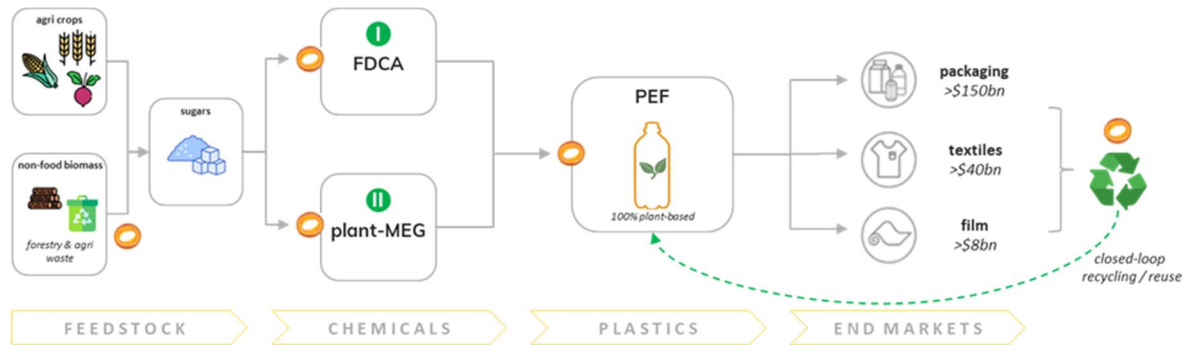 agri crops
non-food biomass
forestry & agri
waste
sugars
I
FDCA
II
plant-MEG
PEF
100% plant-based
packaging
>$150bn
textiles
>$40bn
film
>$8bn
closed-loop
recycling / reuse
FEEDSTOCK
CHEMICALS
PLASTICS
END MARKETS